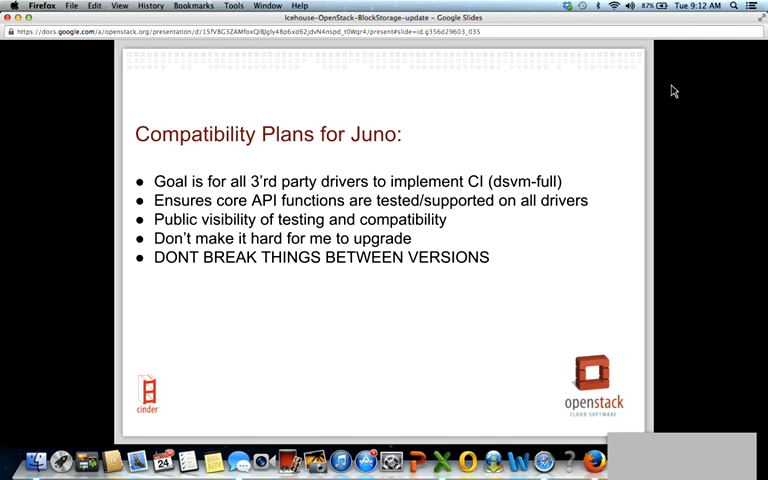 Firefox File Edit View History Bookmarks Tools Window Help 87% Tue 9:12 AM
Icehouse-OpenStack-BlockStorage-update – Google Slides
Compatibility Plans for Juno:
● Goal is for all 3'rd party drivers to implement CI (dsvm-full)
● Ensures core API functions are tested/supported on all drivers
● Public visibility of testing and compatibility
● Don't make it hard for me to upgrade
● DONT BREAK THINGS BETWEEN VERSIONS
cinder
openstack
CLOUD SOFTWARE
24